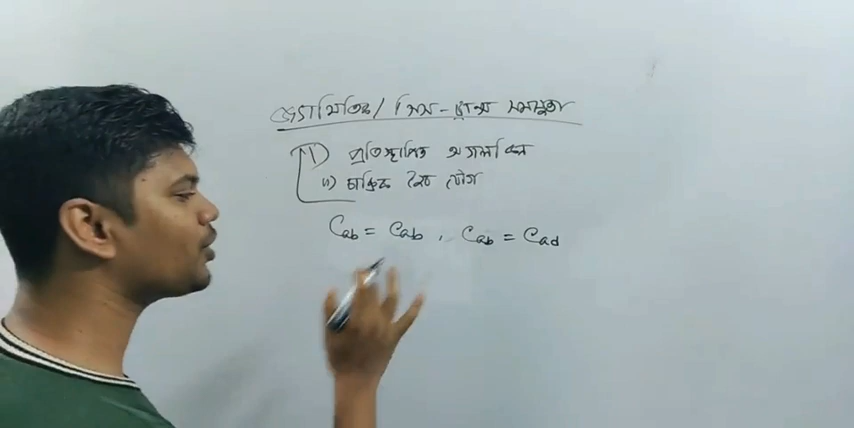 জ্যামিতিক / সিস-ট্রান্স সমানুতা
i) প্রতিস্থাপিত অ্যালকিন
ii) চাক্রিক জৈব যৌগ
Cab = Cab , Cab = Cad